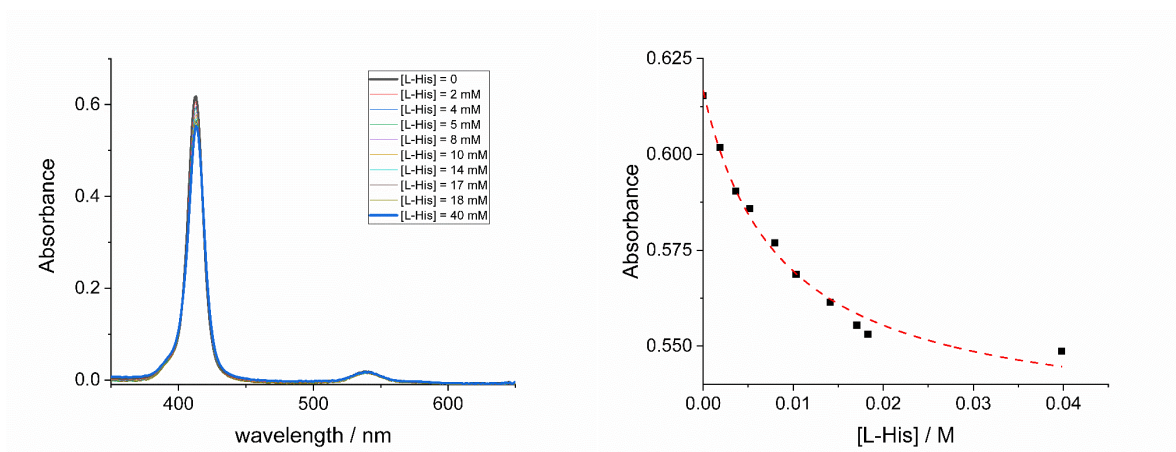 [L-His] = 0
[L-His] = 2 mM
[L-His] = 4 mM
[L-His] = 5 mM
[L-His] = 8 mM
[L-His] = 10 mM
[L-His] = 14 mM
[L-His] = 17 mM
[L-His] = 18 mM
[L-His] = 40 mM
0.6
0.4
0.2
0.0
Absorbance
400
500
600
wavelength / nm
0.625
0.600
0.575
0.550
Absorbance
0.00
0.01
0.02
0.03
0.04
[L-His] / M